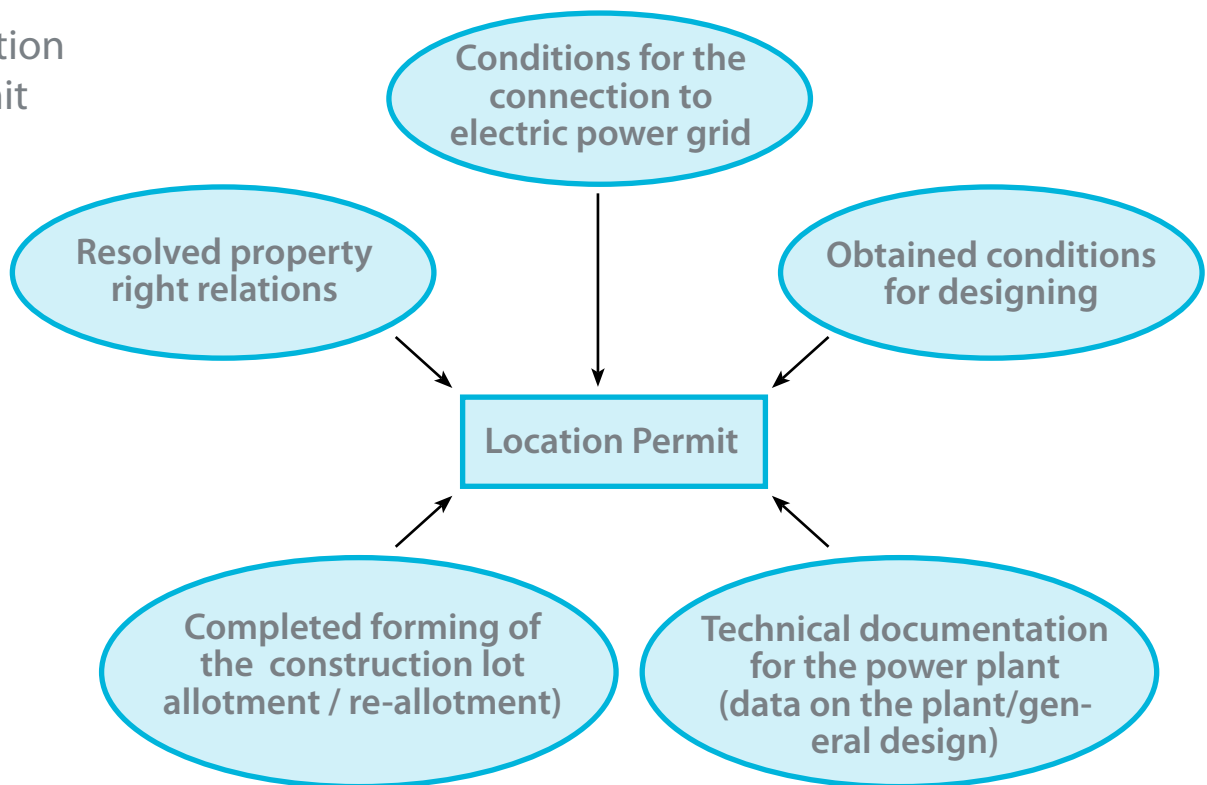 tion
it
Conditions for the
connection to
electric power grid
Resolved property
right relations
Obtained conditions
for designing
Location Permit
Completed forming of
the construction lot
allotment / re-allotment)
Technical documentation
for the power plant
(data on the plant/gen-
eral design)